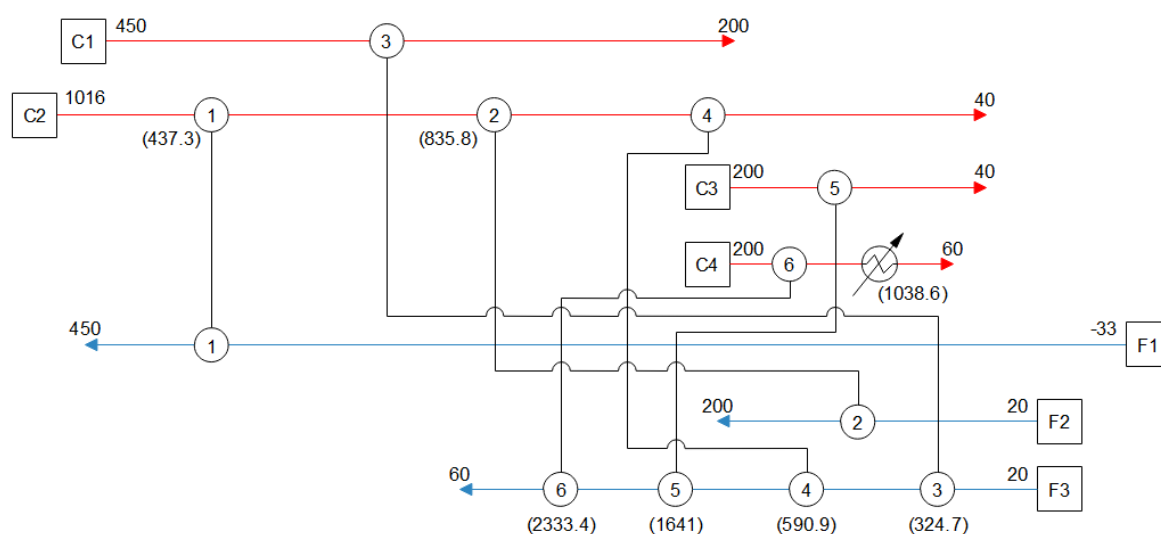 C1 450 3 200
C2 1016 1 2 4 40
(437.3) (835.8)
C3 200 5 40
C4 200 6 60
(1038.6)
450 1 -33 F1
200 2 20 F2
60 6 5 4 3 20 F3
(2333.4) (1641) (590.9) (324.7)